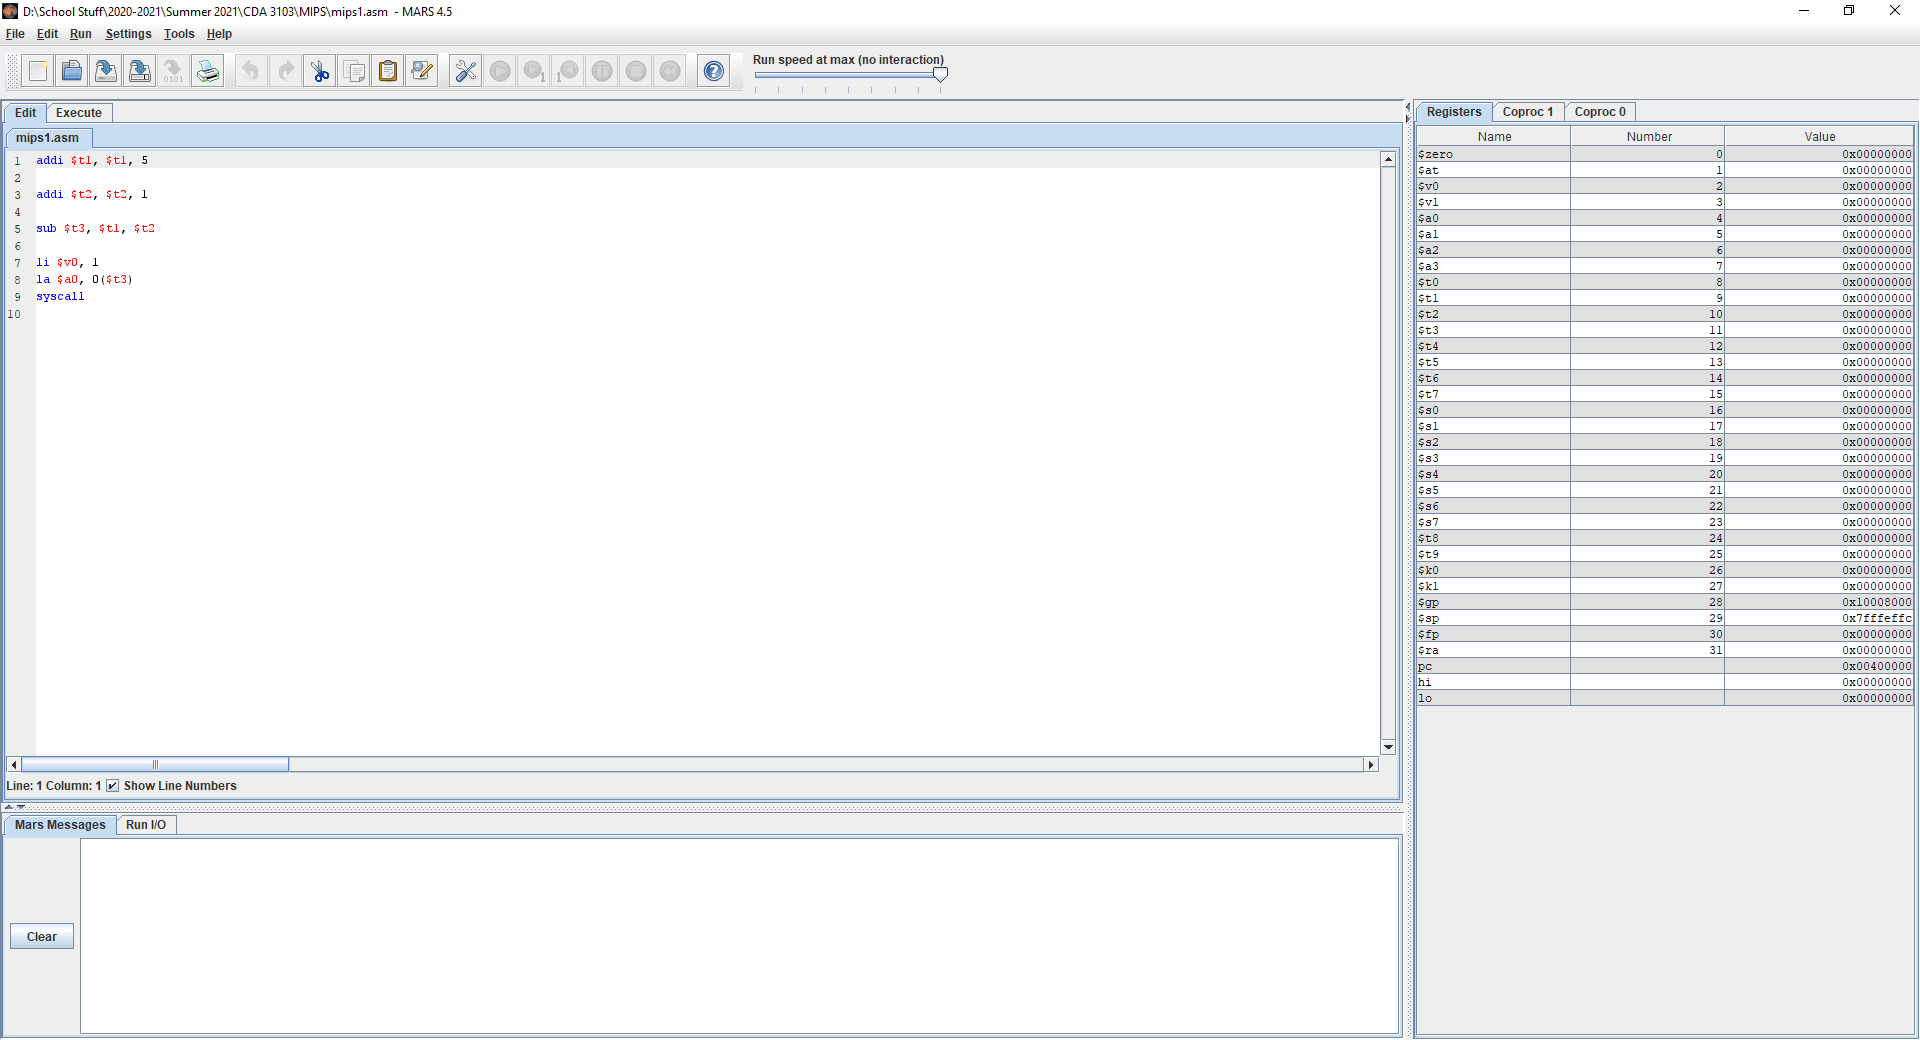 D:\School Stuff\2020-2021\Summer 2021\CDA 3103\MIPS\mips1.asm - MARS 4.5
File Edit Run Settings Tools Help
Run speed at max (no interaction)
Edit Execute
mips1.asm
1 addi $t1, $t1, 5
2
3 addi $t2, $t2, 1
4
5 sub $t3, $t1, $t2
6
7 li $v0, 1
8 la $a0, 0($t3)
9 syscall
10
Line: 1 Column: 1 Show Line Numbers
Mars Messages Run I/O
Clear
Registers Coproc 1 Coproc 0
Name Number Value
$zero 0 0x00000000
$at 1 0x00000000
$v0 2 0x00000000
$v1 3 0x00000000
$a0 4 0x00000000
$a1 5 0x00000000
$a2 6 0x00000000
$a3 7 0x00000000
$t0 8 0x00000000
$t1 9 0x00000000
$t2 10 0x00000000
$t3 11 0x00000000
$t4 12 0x00000000
$t5 13 0x00000000
$t6 14 0x00000000
$t7 15 0x00000000
$s0 16 0x00000000
$s1 17 0x00000000
$s2 18 0x00000000
$s3 19 0x00000000
$s4 20 0x00000000
$s5 21 0x00000000
$s6 22 0x00000000
$s7 23 0x00000000
$t8 24 0x00000000
$t9 25 0x00000000
$k0 26 0x00000000
$k1 27 0x00000000
$gp 28 0x10008000
$sp 29 0x7fffeffc
$fp 30 0x00000000
$ra 31 0x00000000
pc 0x00400000
hi 0x00000000
lo 0x00000000